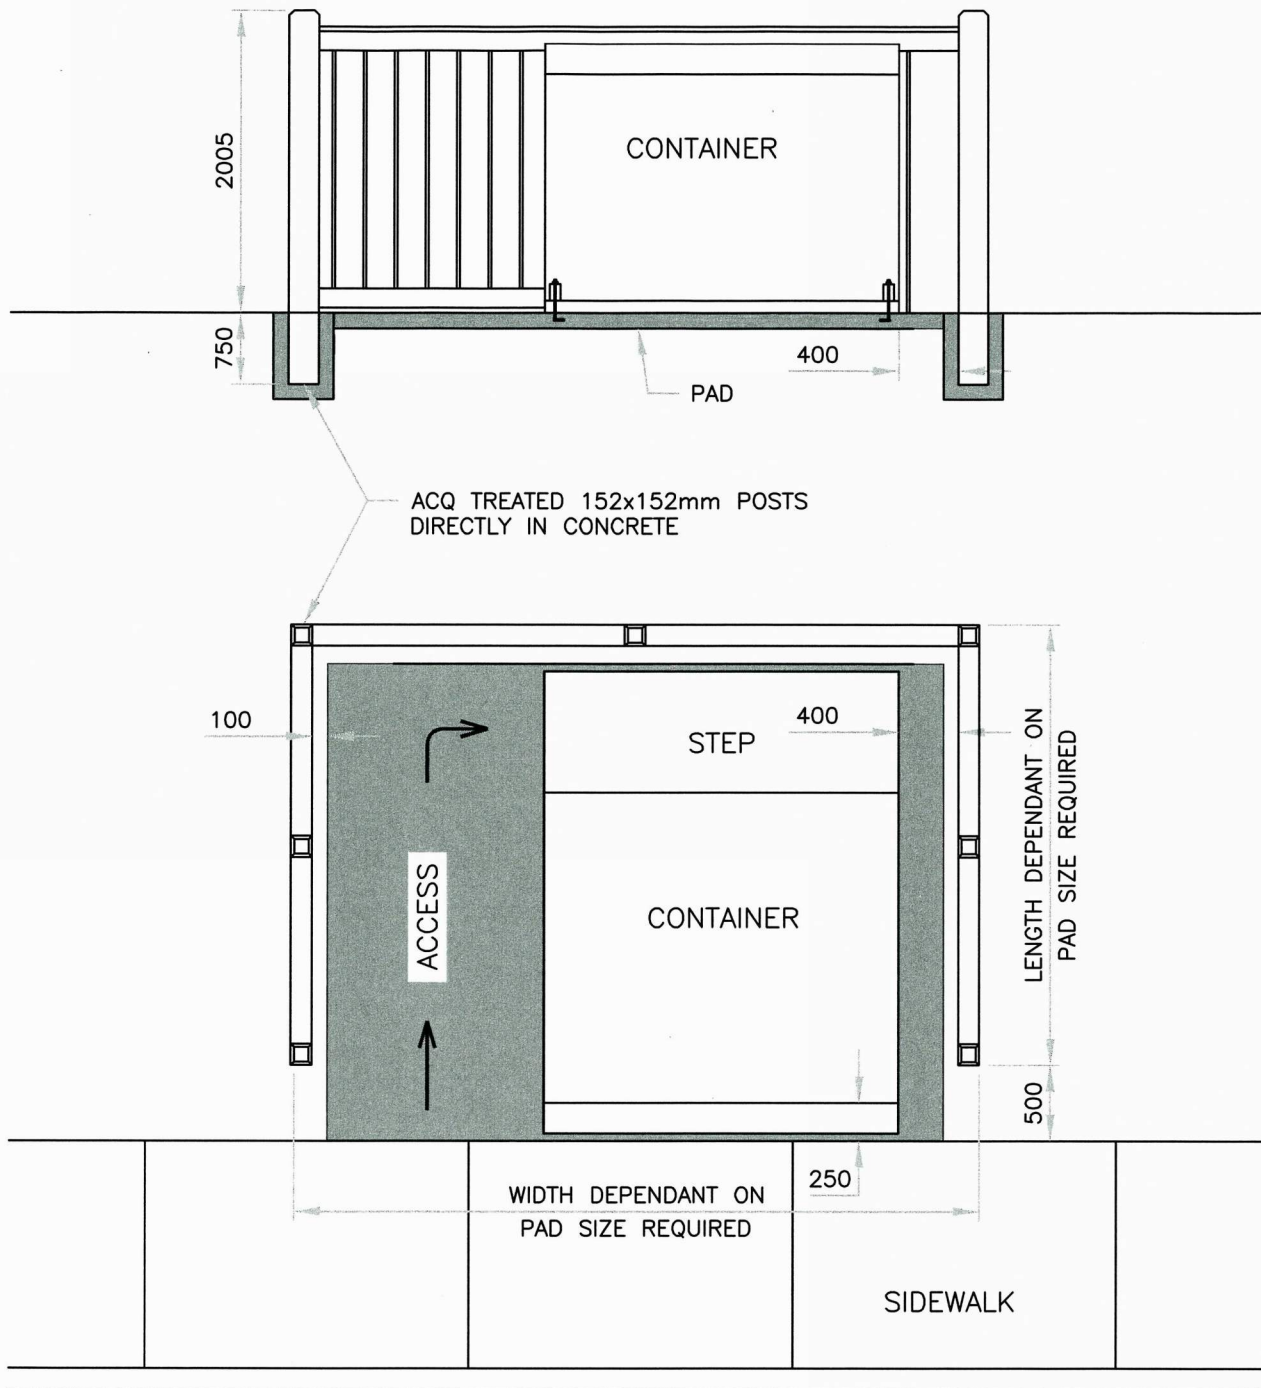 2005
CONTAINER
750
400
PAD
ACQ TREATED 152x152mm POSTS
DIRECTLY IN CONCRETE
100
STEP
400
LENGTH DEPENDANT ON
PAD SIZE REQUIRED
ACCESS
CONTAINER
500
250
WIDTH DEPENDANT ON
PAD SIZE REQUIRED
SIDEWALK